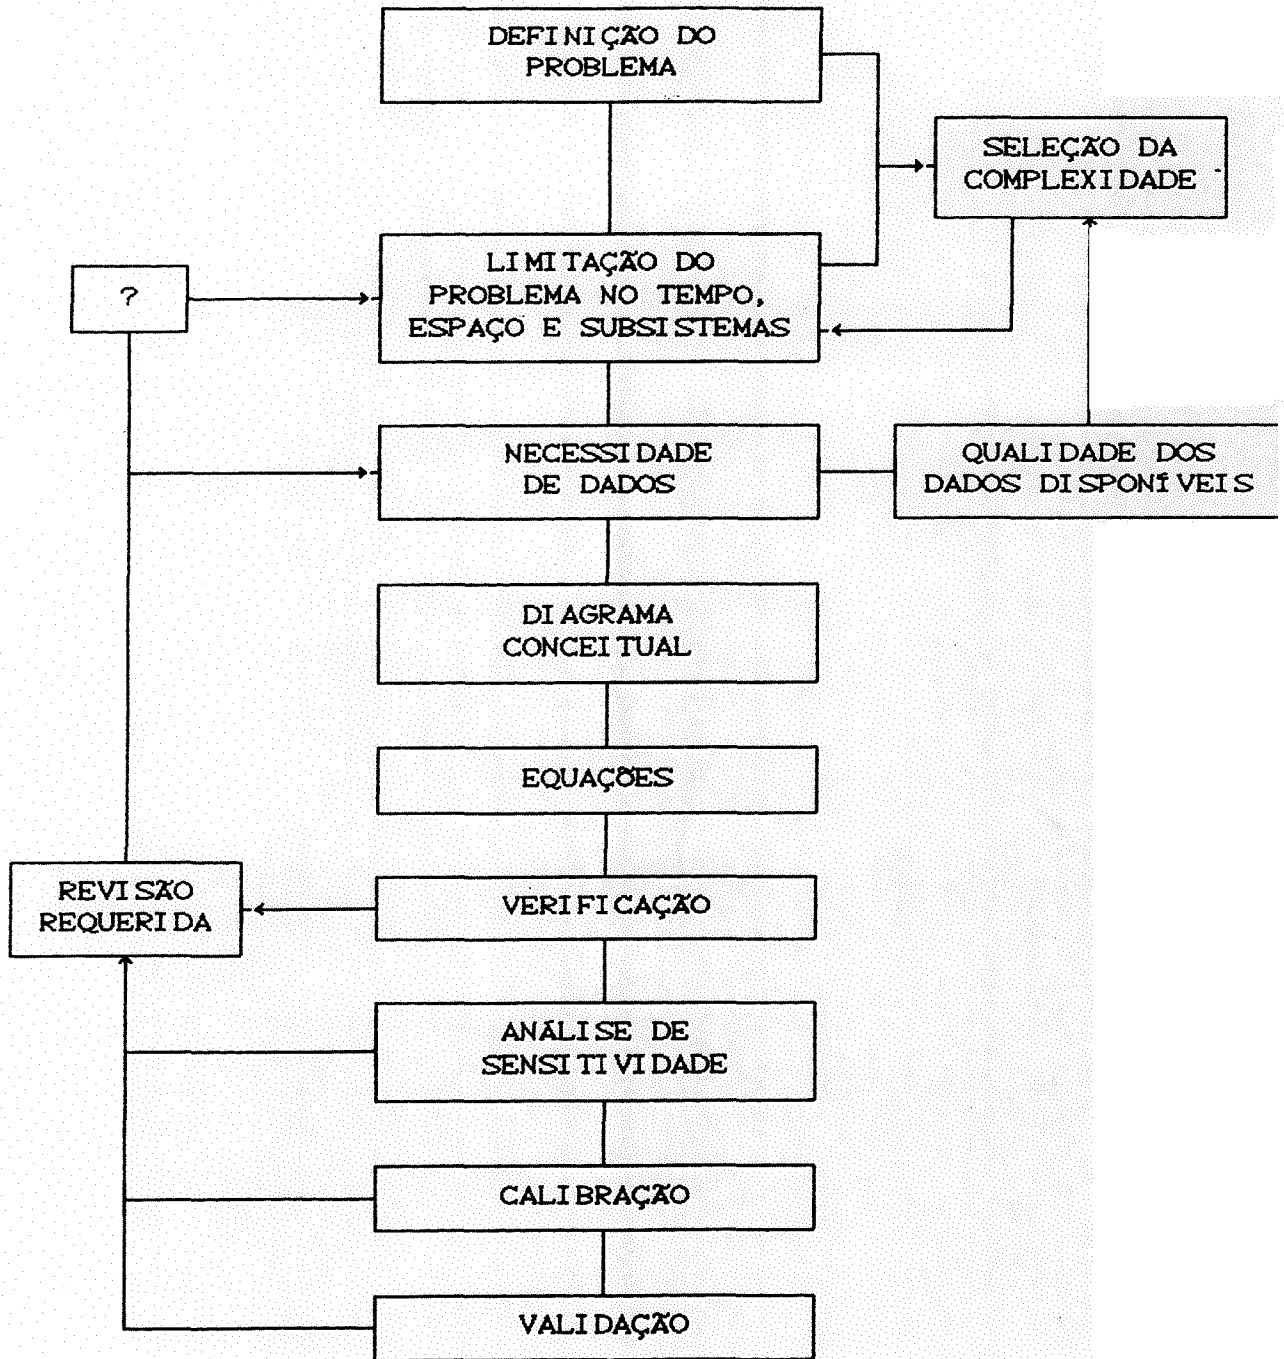 DEFINIÇÃO DO
PROBLEMA
SELEÇÃO DA
COMPLEXIDADE
LIMITAÇÃO DO
PROBLEMA NO TEMPO,
ESPAÇO E SUBSISTEMAS
?
NECESSIDADE
DE DADOS
QUALIDADE DOS
DADOS DISPONÍVEIS
DIAGRAMA
CONCEITUAL
EQUAÇÕES
REVISÃO
REQUERIDA
VERIFICAÇÃO
ANÁLISE DE
SENSITIVIDADE
CALIBRAÇÃO
VALIDAÇÃO